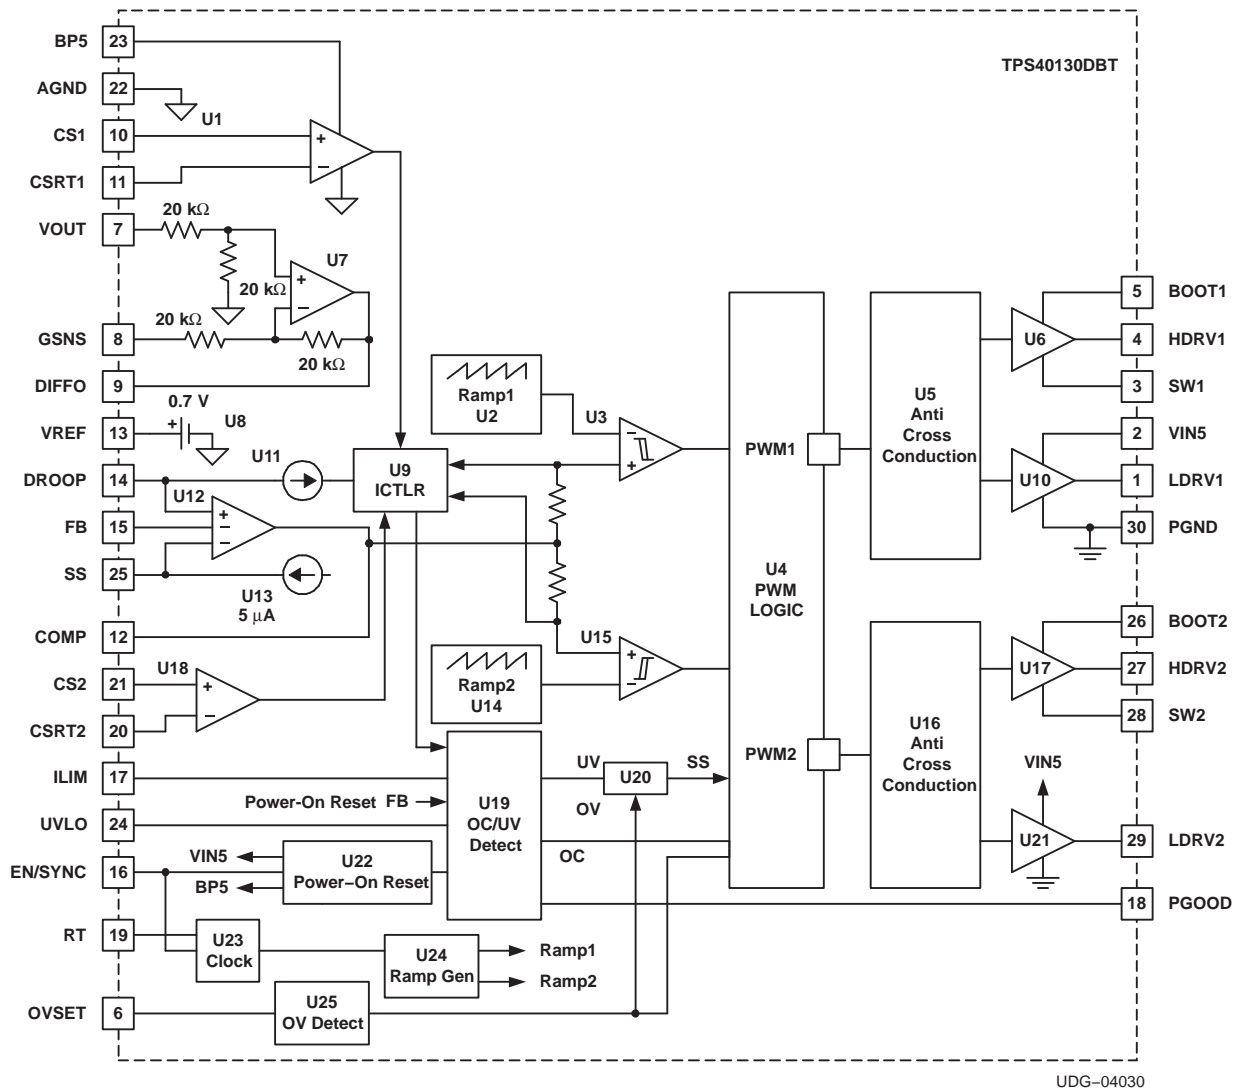 BP5
23
TPS40130DBT
AGND
22
U1
CS1
10
+
−
CSRT1
11
20 kΩ
VOUT
7
U7
+
−
20 kΩ
20 kΩ
GSNS
8
20 kΩ
DIFFO
9
0.7 V
+
U8
VREF
13
U11
DROOP
14
U12
+
−
−
FB
15
SS
25
U13
5 µA
COMP
12
U18
CS2
21
+
−
CSRT2
20
ILIM
17
Power-On Reset FB
UVLO
24
VIN5
EN/SYNC
16
BP5
U22
Power−On Reset
RT
19
U23
Clock
U24
Ramp Gen
Ramp1
Ramp2
OVSET
6
U25
OV Detect
U9
ICTLR
Ramp1
U2
U3
−
+
Ramp2
U14
U15
+
−
U19
OC/UV
Detect
UV
U20
SS
OV
OC
PWM1
U4
PWM
LOGIC
PWM2
U5
Anti
Cross
Conduction
U16
Anti
Cross
Conduction
U6
U10
U17
VIN5
U21
5
BOOT1
4
HDRV1
3
SW1
2
VIN5
1
LDRV1
30
PGND
26
BOOT2
27
HDRV2
28
SW2
29
LDRV2
18
PGOOD
UDG−04030